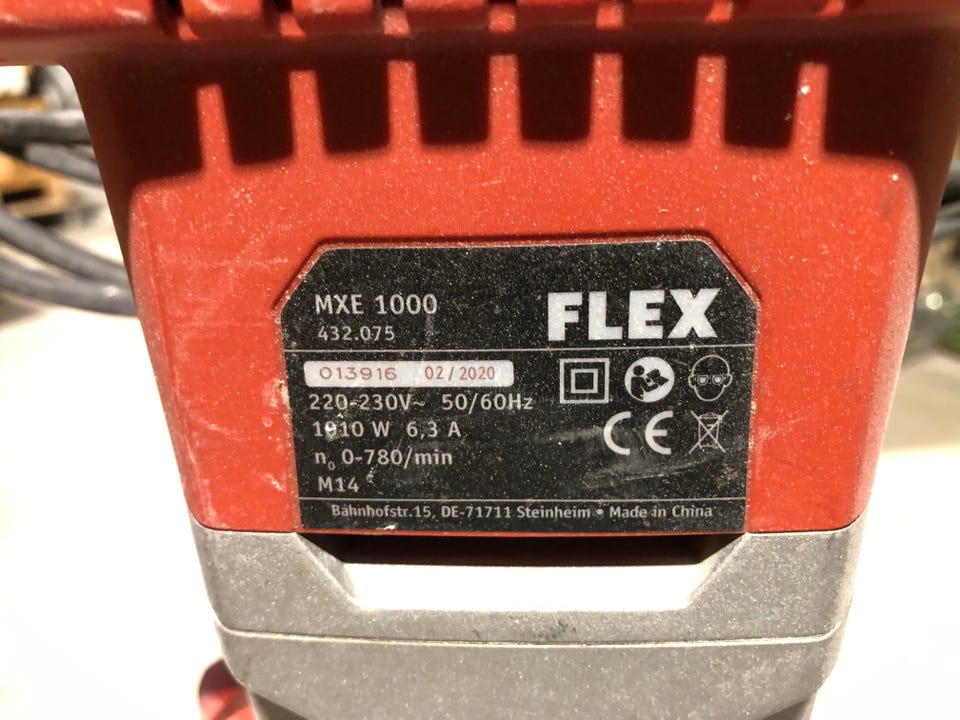 MXE 1000
432.075
FLEX
013916 02/2020
220-230V~ 50/60Hz
1010 W 6,3 A
n₀ 0-780/min
M14
CE
Bahnhofstr.15, DE-71711 Steinheim • Made in China